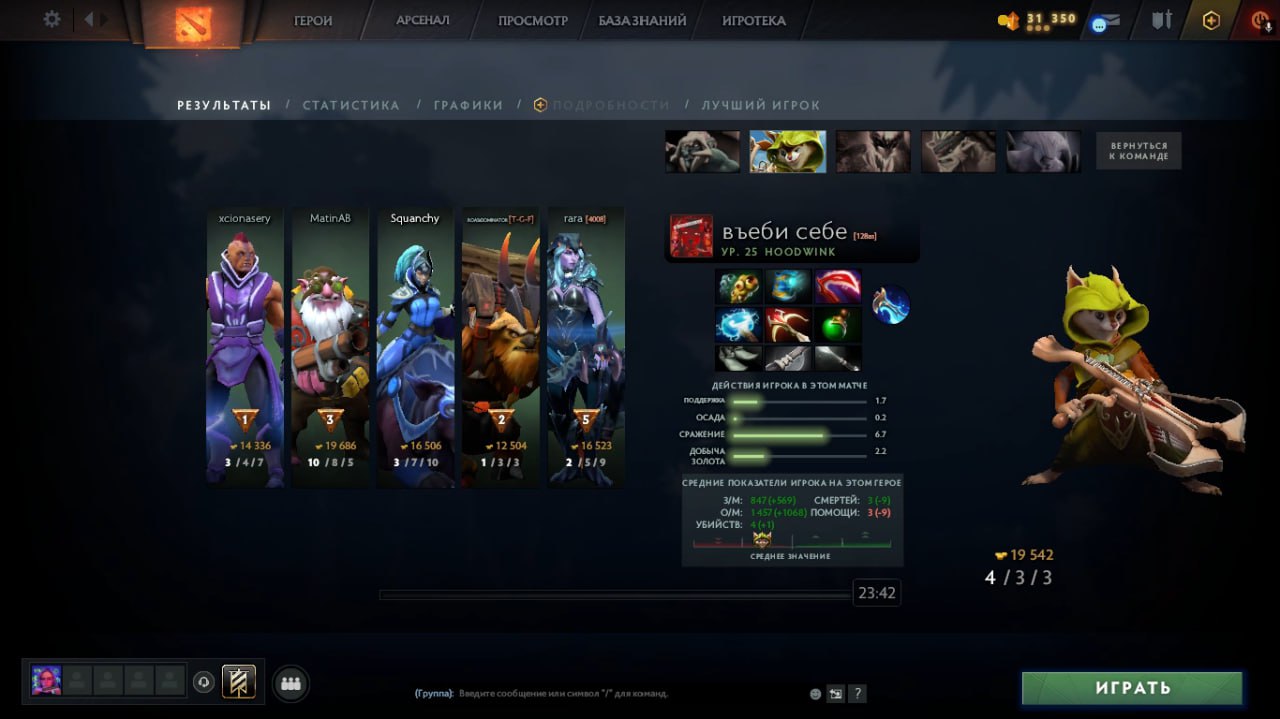 ГЕРОИ АРСЕНАЛ ПРОСМОТР БАЗА ЗНАНИЙ ИГРОТЕКА 31 350
РЕЗУЛЬТАТЫ / СТАТИСТИКА / ГРАФИКИ / ПОДРОБНОСТИ / ЛУЧШИЙ ИГРОК
ВЕРНУТЬСЯ
К КОМАНДЕ
xcionasery MatinAB Squanchy [T-G-F] rara [4008]
въеби себе
УР. 25 HOODWINK
ДЕЙСТВИЯ ИГРОКА В ЭТОМ МАТЧЕ
ПОДДЕРЖКА 1.7
ОСАДА 0.2
СРАЖЕНИЕ 6.7
ДОБЫЧА
ЗОЛОТА 2.2
1 3 2 5
14 336 19 686 16 506 12 504 16 523
3 / 4 / 7 10 / 8 / 5 3 / 7 / 10 1 / 3 / 3 2 / 5 / 9
СРЕДНИЕ ПОКАЗАТЕЛИ ИГРОКА НА ЭТОМ ГЕРОЕ
З/М: 847 (+569) СМЕРТЕЙ: 3 (-9)
О/М: 1 457 (+1068) ПОМОЩИ: 3 (-9)
УБИЙСТВ: 4 (+1)
СРЕДНЕЕ ЗНАЧЕНИЕ
19 542
4 / 3 / 3
23:42
(Группа): Введите сообщение или символ "/" для команд.
?
ИГРАТЬ